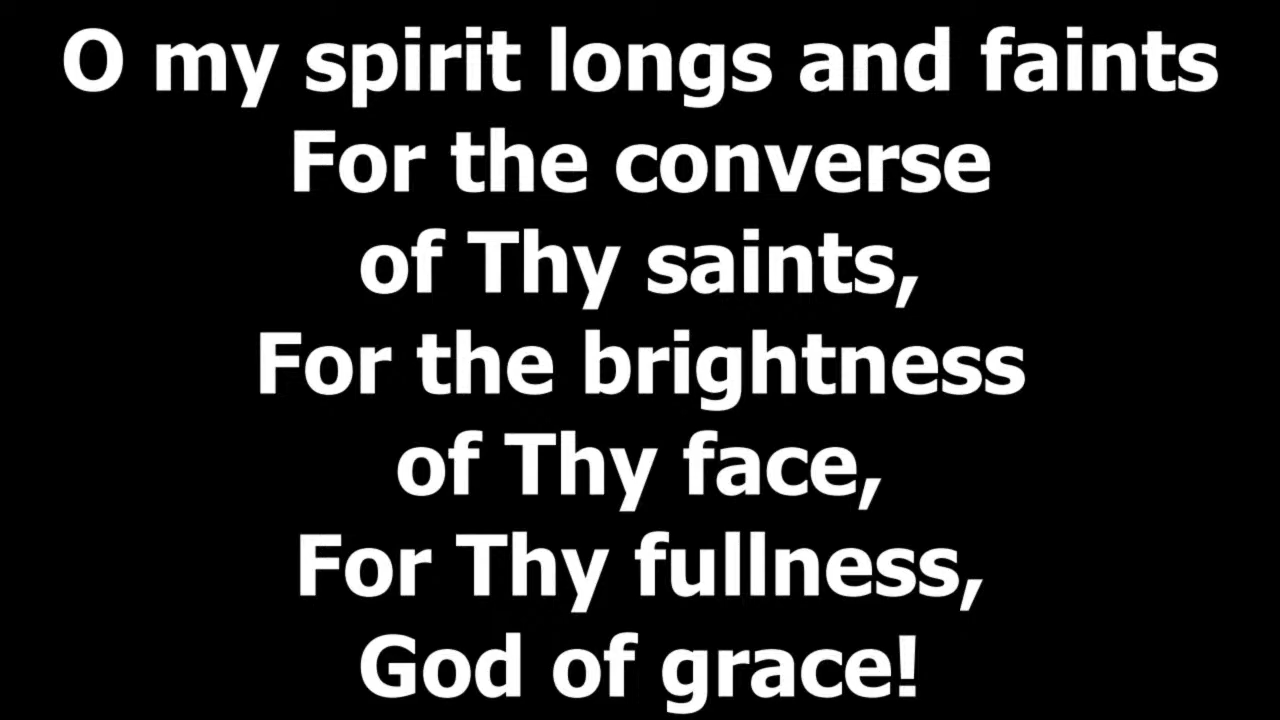 O my spirit longs and faints
For the converse
of Thy saints,
For the brightness
of Thy face,
For Thy fullness,
God of grace!